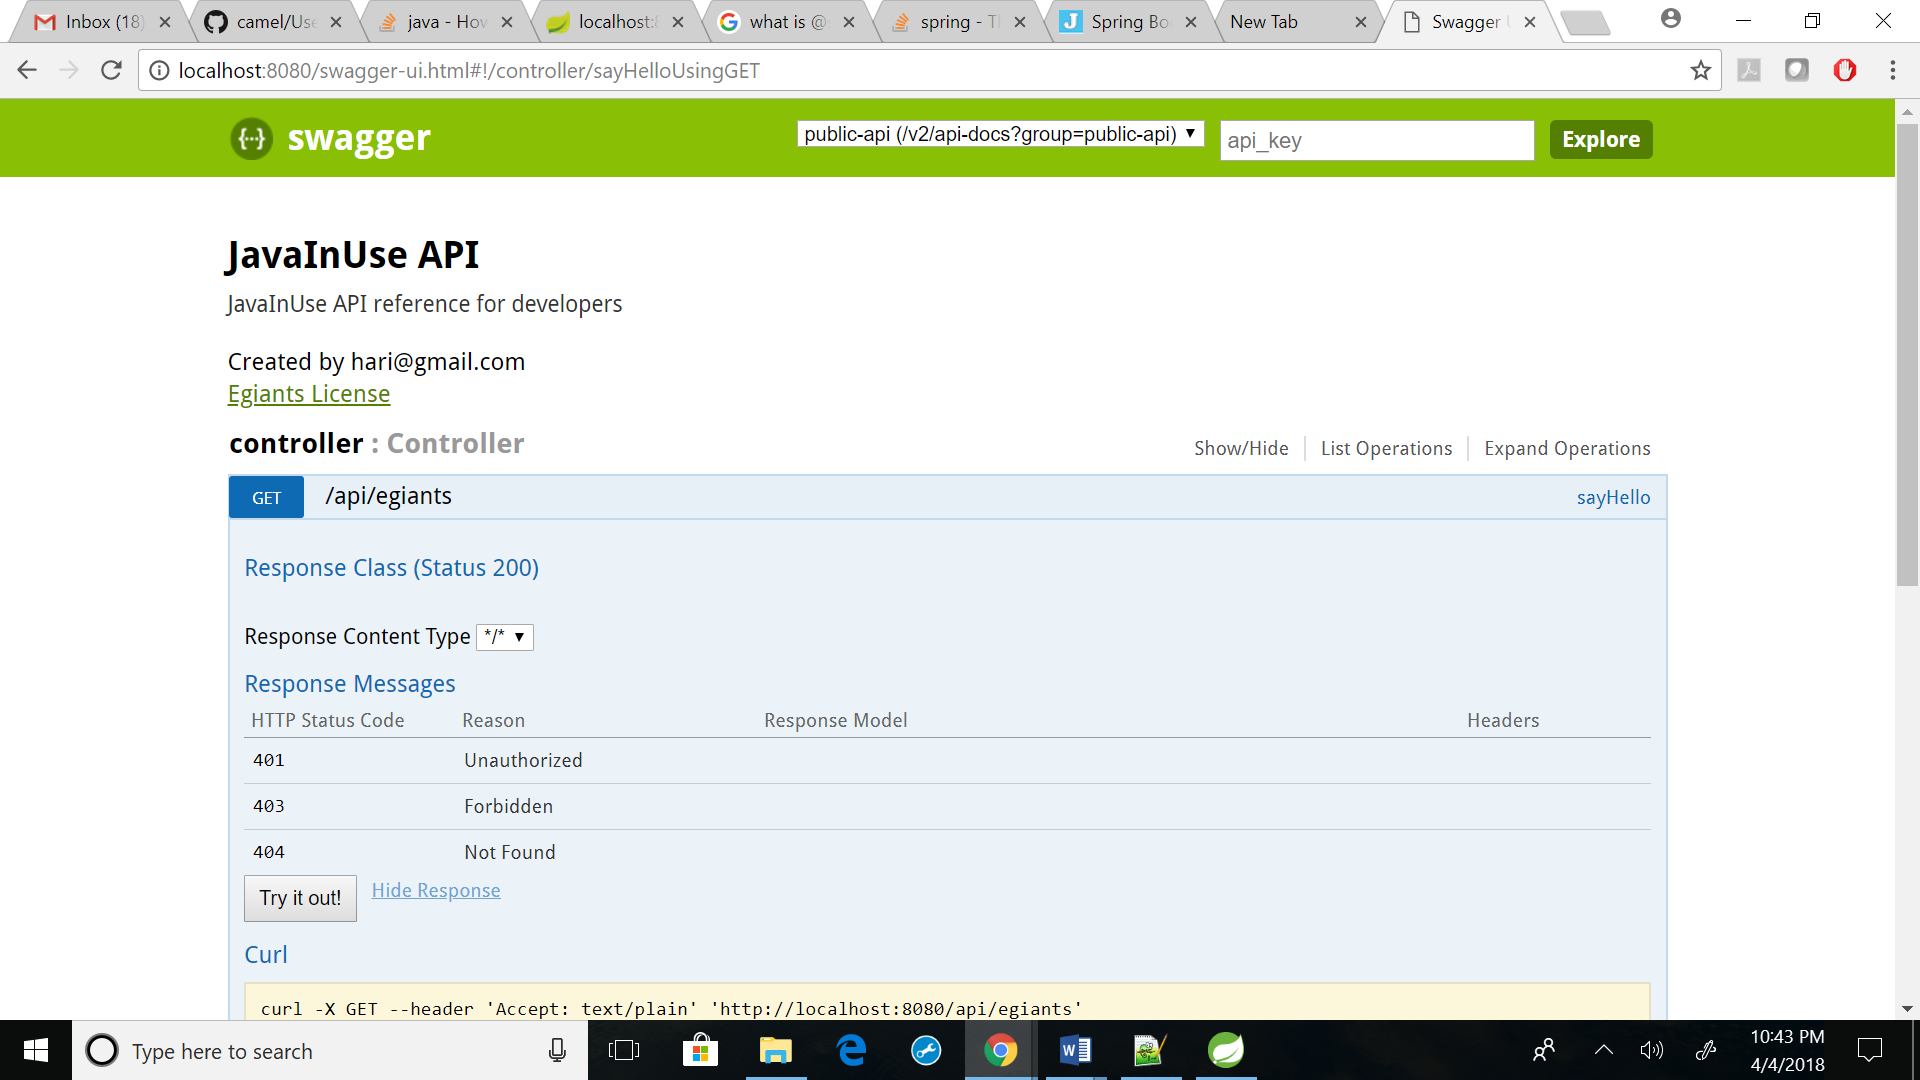 Inbox (18)
camel/Use
java - How
localhost:8
what is @
spring - Th
Spring Bo
New Tab
Swagger U
localhost:8080/swagger-ui.html#!/controller/sayHelloUsingGET
{···} swagger
public-api (/v2/api-docs?group=public-api)
api_key
Explore
JavaInUse API
JavaInUse API reference for developers
Created by hari@gmail.com
Egiants License
controller : Controller
Show/Hide
List Operations
Expand Operations
GET /api/egiants sayHello
Response Class (Status 200)
Response Content Type */*
Response Messages
HTTP Status Code Reason Response Model Headers
401 Unauthorized
403 Forbidden
404 Not Found
Try it out! Hide Response
Curl
curl -X GET --header 'Accept: text/plain' 'http://localhost:8080/api/egiants'
Type here to search
10:43 PM
4/4/2018